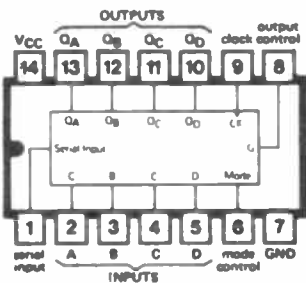 OUTPUTS
VCC QA QB QC QD clock output control
14 13 12 11 10 9 8
QA QB QC QD CK
Serial Input G
C B C D Mode
1 2 3 4 5 6 7
serial input A B C D mode control GND
INPUTS